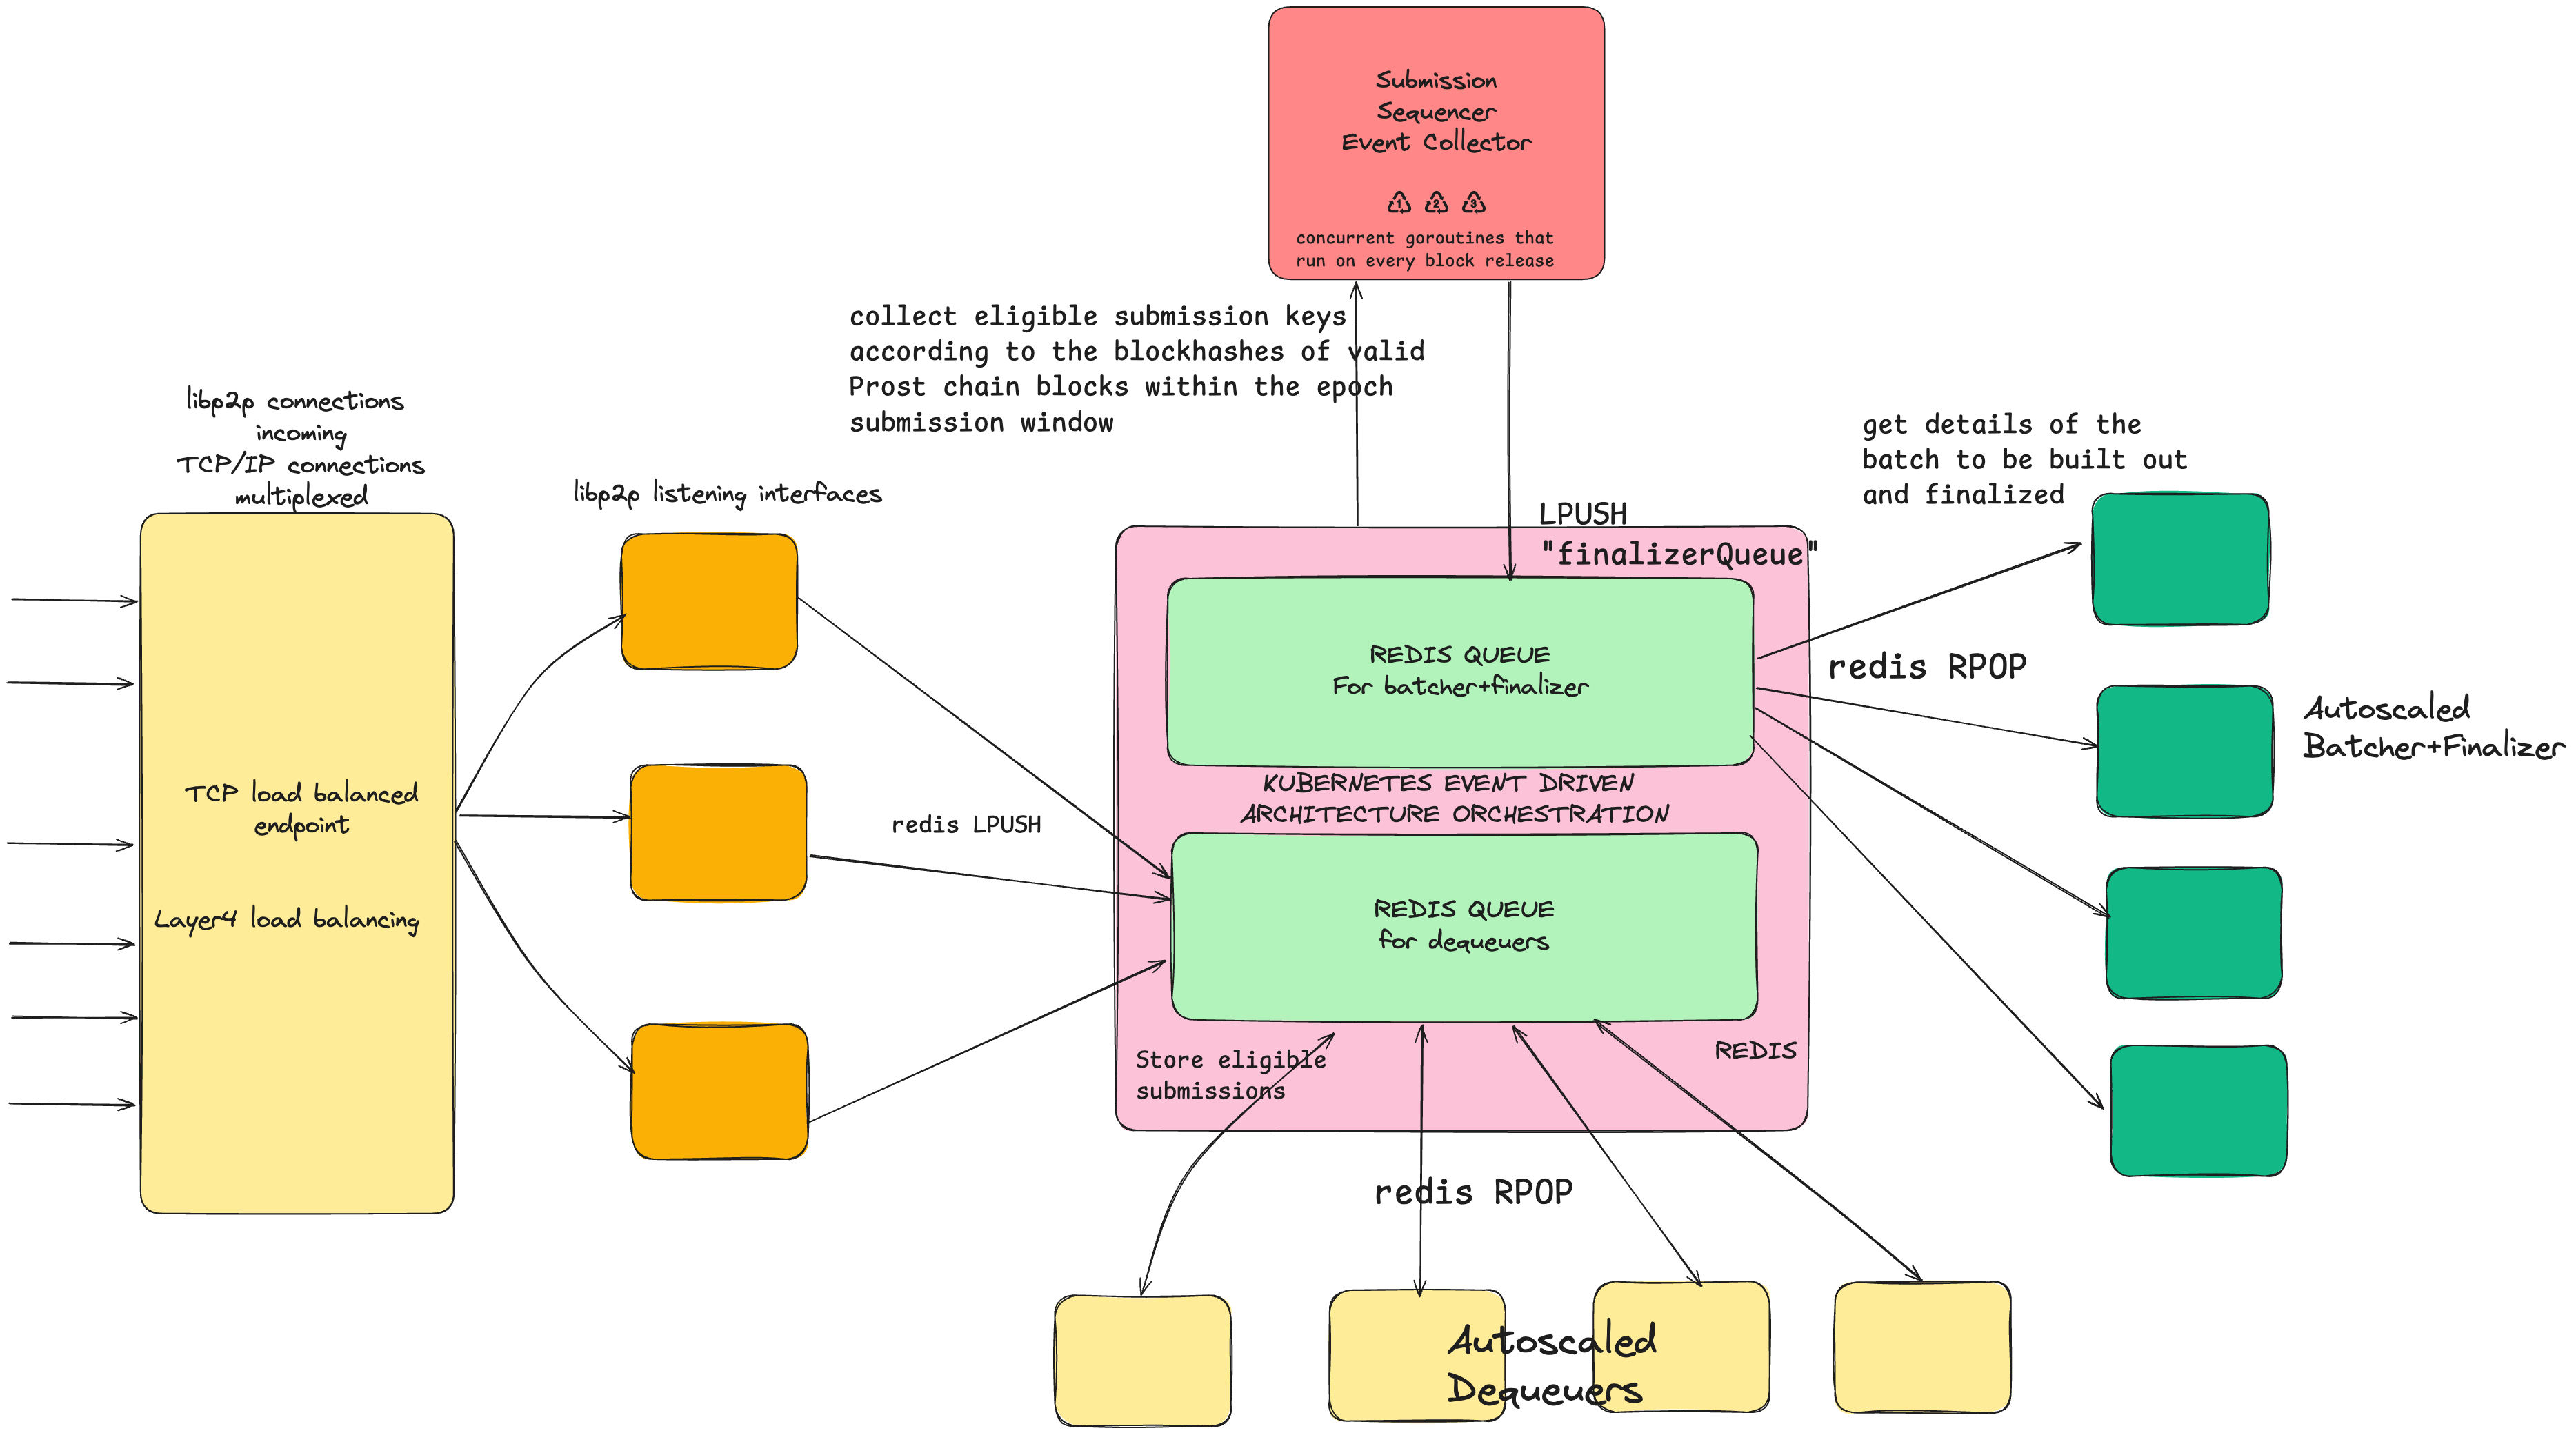 Submission
Sequencer
Event Collector
1 2 3
concurrent goroutines that
run on every block release
collect eligible submission keys
according to the blockhashes of valid
Prost chain blocks within the epoch
submission window
libp2p connections
incoming
TCP/IP connections
multiplexed
libp2p listening interfaces
get details of the
batch to be built out
and finalized
LPUSH
"finalizerQueue"
REDIS QUEUE
For batcher+finalizer
redis RPOP
Autoscaled
Batcher+Finalizer
KUBERNETES EVENT DRIVEN
ARCHITECTURE ORCHESTRATION
TCP load balanced
endpoint
redis LPUSH
Layer4 load balancing
REDIS QUEUE
for dequeuers
Store eligible
submissions
REDIS
redis RPOP
Autoscaled
Dequeuers